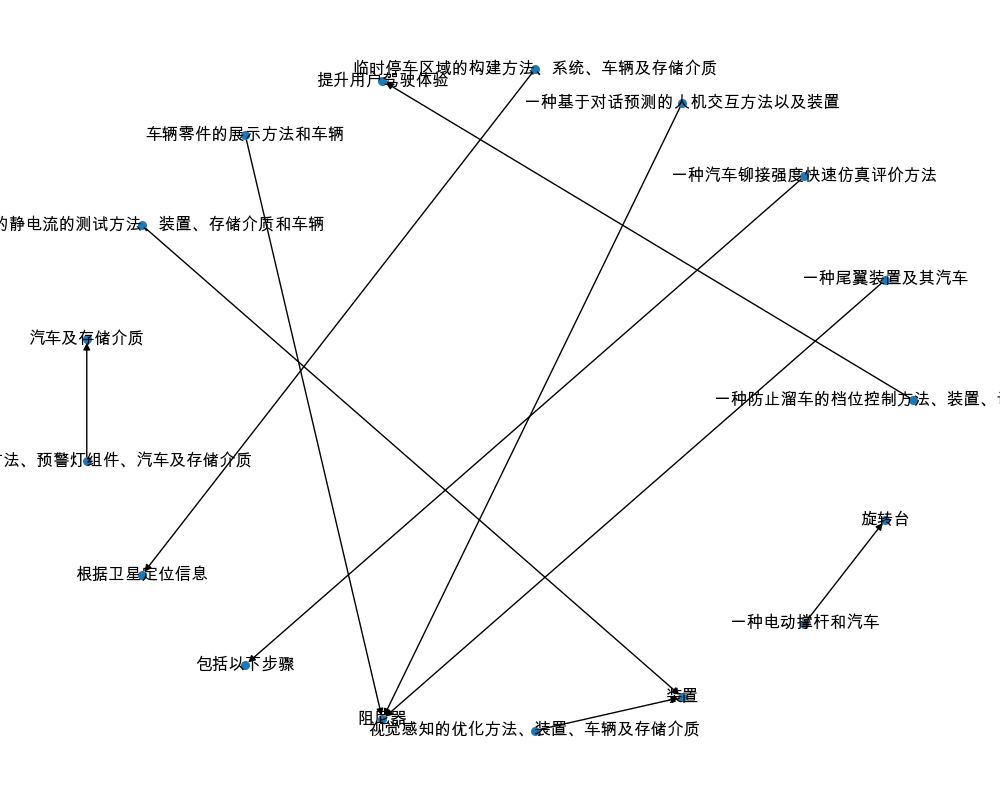 临时停车区域的构建方法、系统、车辆及存储介质
提升用户驾驶体验
一种基于对话预测的人机交互方法以及装置
车辆零件的展示方法和车辆
一种汽车铆接强度快速仿真评价方法
的静电流的测试方法、装置、存储介质和车辆
一种尾翼装置及其汽车
汽车及存储介质
一种防止溜车的档位控制方法、装置、
方法、预警灯组件、汽车及存储介质
旋转台
根据卫星定位信息
一种电动撑杆和汽车
包括以下步骤
装置
阻尼器
视觉感知的优化方法、装置、车辆及存储介质